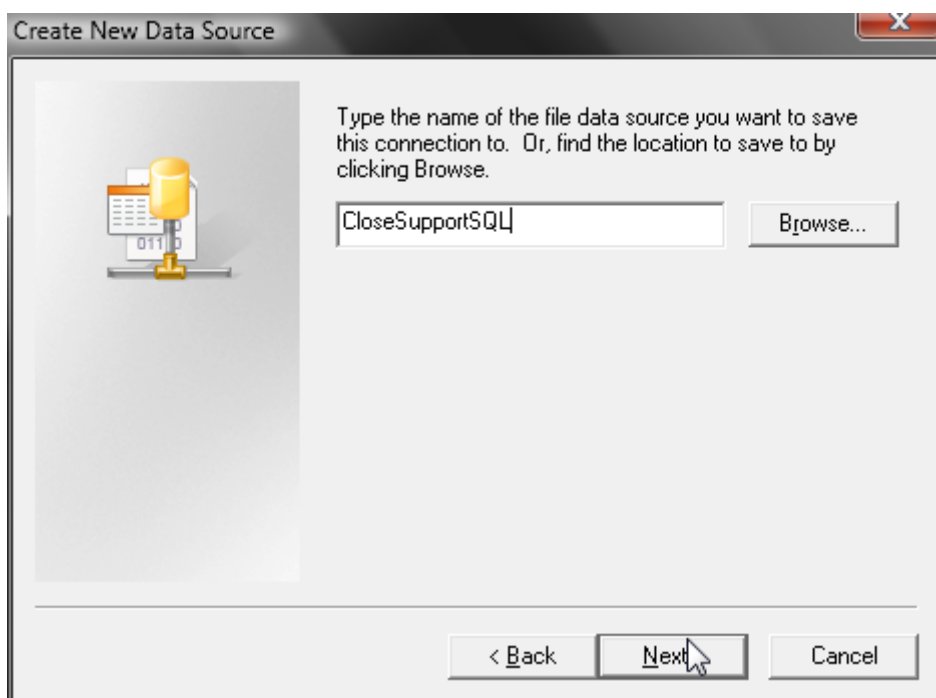 Create New Data Source
Type the name of the file data source you want to save
this connection to.  Or, find the location to save to by
clicking Browse.
CloseSupportSQL
Browse...
011
< Back
Next
Cancel